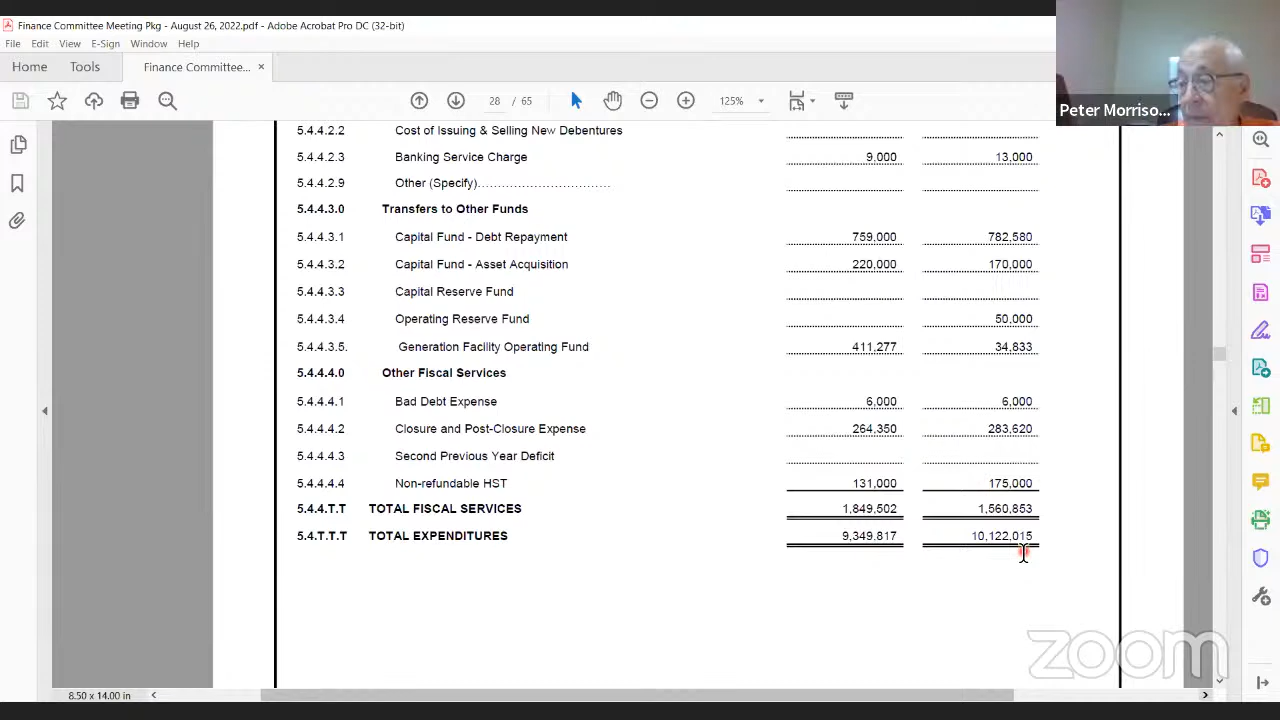 Finance Committee Meeting Pkg - August 26, 2022.pdf - Adobe Acrobat Pro DC (32-bit)
File Edit View E-Sign Window Help
Home Tools Finance Committee... ×
28 / 65 125%
Peter Morriso...
5.4.4.2.2 Cost of Issuing & Selling New Debentures
5.4.4.2.3 Banking Service Charge 9,000 13,000
5.4.4.2.9 Other (Specify)……………………………
5.4.4.3.0 Transfers to Other Funds
5.4.4.3.1 Capital Fund - Debt Repayment 759,000 782,580
5.4.4.3.2 Capital Fund - Asset Acquisition 220,000 170,000
5.4.4.3.3 Capital Reserve Fund
5.4.4.3.4 Operating Reserve Fund 50,000
5.4.4.3.5. Generation Facility Operating Fund 411,277 34,833
5.4.4.4.0 Other Fiscal Services
5.4.4.4.1 Bad Debt Expense 6,000 6,000
5.4.4.4.2 Closure and Post-Closure Expense 264,350 283,620
5.4.4.4.3 Second Previous Year Deficit
5.4.4.4.4 Non-refundable HST 131,000 175,000
5.4.4.T.T TOTAL FISCAL SERVICES 1,849,502 1,560,853
5.4.T.T.T TOTAL EXPENDITURES 9,349,817 10,122,015
zoom
8.50 x 14.00 in